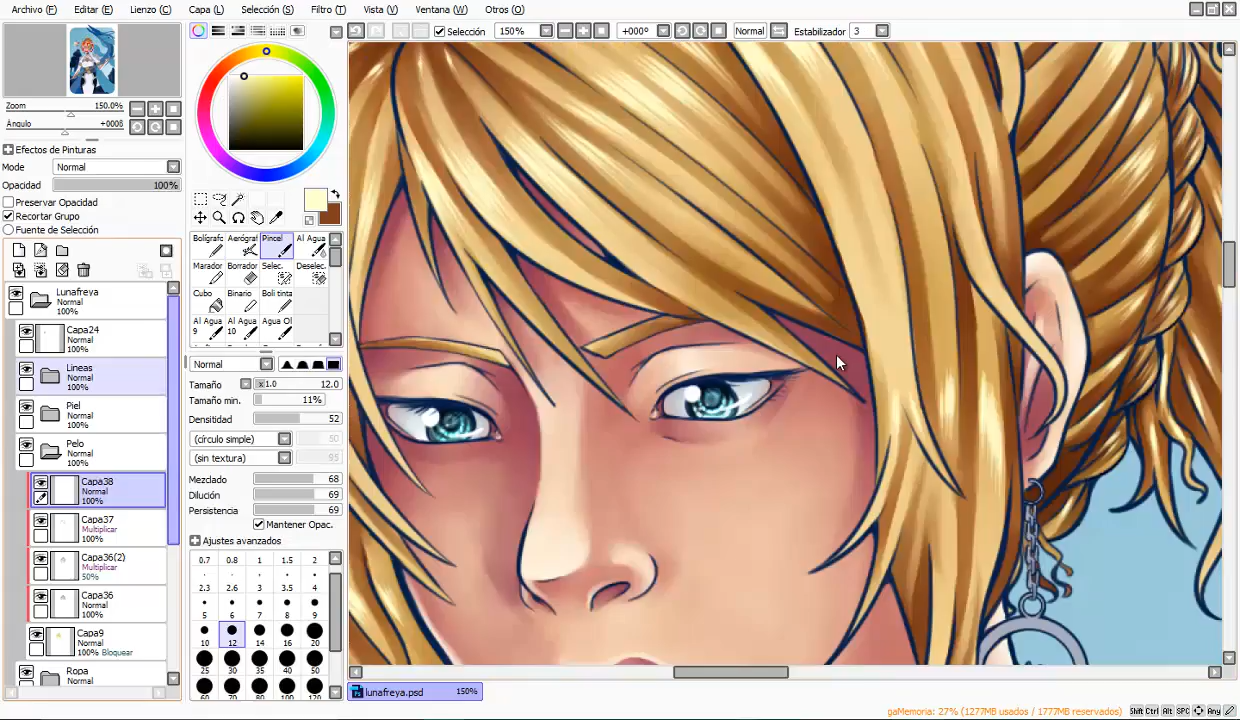 Archivo (F) Editar (E) Lienzo (C) Capa (L) Selección (S) Filtro (T) Vista (V) Ventana (W) Otros (O)
Selección 150% +000º Normal Estabilizador 3
Zoom 150.0%
Ángulo +000ß
Efectos de Pinturas
Mode Normal
Opacidad 100%
Preservar Opacidad
Recortar Grupo
Fuente de Selección
Lunafreya
Normal
100%
Capa24
Normal
100%
Lineas
Normal
100%
Piel
Normal
100%
Pelo
Normal
100%
Capa38
Normal
100%
Capa37
Multiplicar
100%
Capa36(2)
Multiplicar
50%
Capa36
Normal
100%
Capa9
Normal
100% Bloquear
Ropa
Normal
Bolígrafo Aerógraf Pincel Al Agua
Marador Borrador Selec. Deselec.
Cubo Binario Boli tinta
Al Agua 9 Al Agua 10 Agua Ol
Normal
Tamaño x1.0 12.0
Tamaño min. 11%
Densitidad 52
(círculo simple) 50
(sin textura) 95
Mezclado 68
Dilución 69
Persistencia 69
Mantener Opac.
Ajustes avanzados
0.7 0.8 1 1.5 2
2.3 2.6 3 3.5 4
5 6 7 8 9
10 12 14 16 20
25 30 35 40 50
60 70 80 100 120
lunafreya.psd 150%
gaMemoria: 27% (1277MB usados / 1777MB reservados)
Shift Ctrl Alt SPC Any